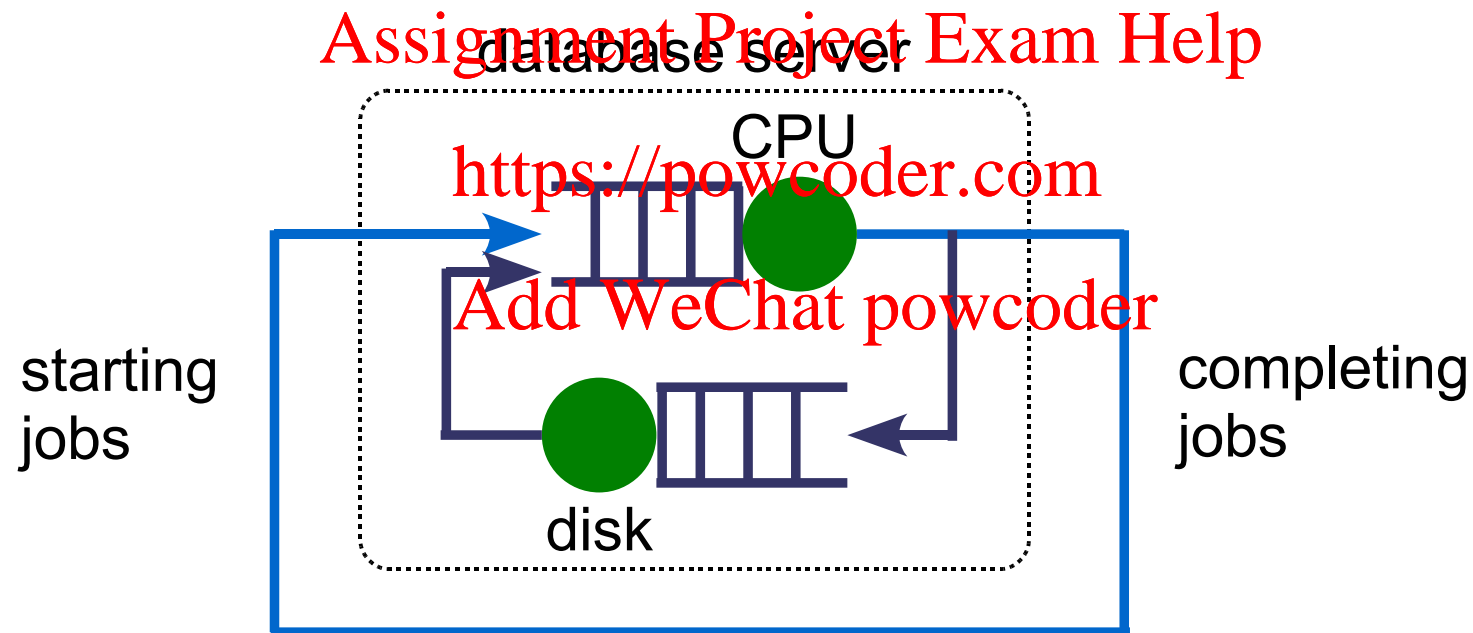 Assignment Project Exam Help
database server
CPU
https://powcoder.com
Add WeChat powcoder
starting
jobs
completing
jobs
disk